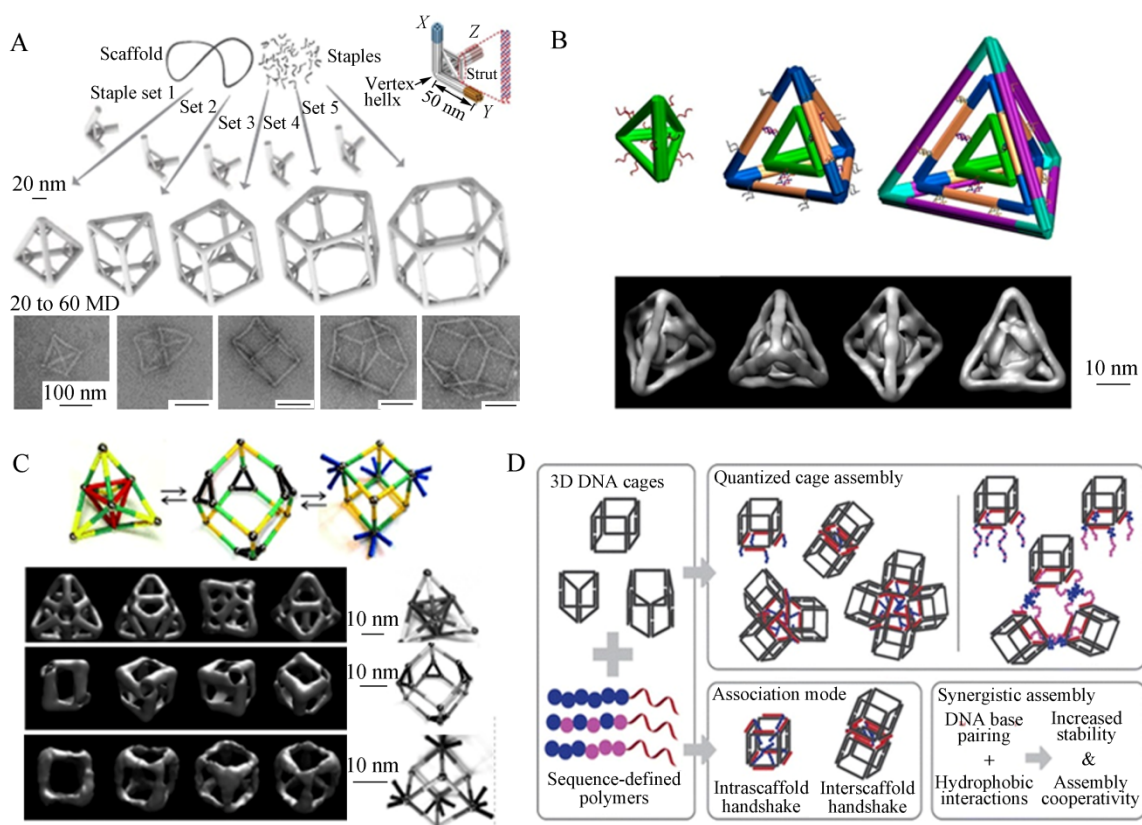 A
Scaffold
Staples
X
Z
Strut
Vertex
hellx
50 nm
Y
Staple set 1
Set 2
Set 3
Set 4
Set 5
20 nm
20 to 60 MD
100 nm
B
10 nm
C
10 nm
10 nm
10 nm
D
3D DNA cages
Sequence-defined
polymers
Quantized cage assembly
Association mode
Intrascaffold
handshake
Interscaffold
handshake
Synergistic assembly
DNA base
pairing
+
Hydrophobic
interactions
Increased
stability
&
Assembly
cooperativity